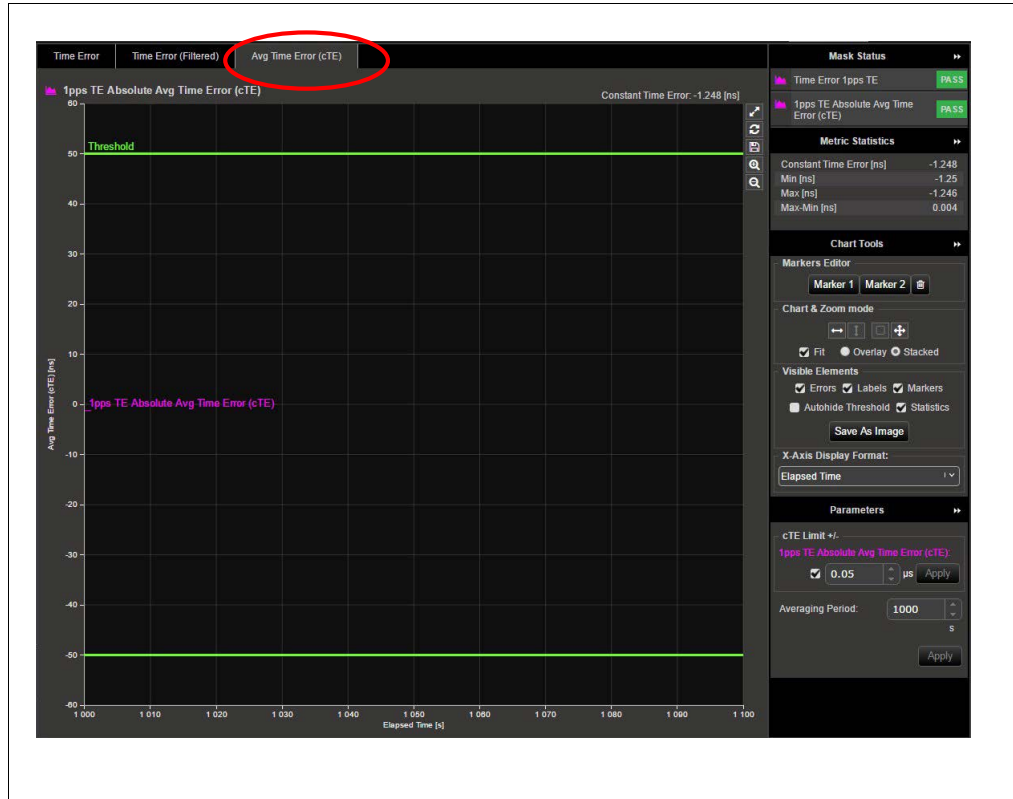 Time Error
Time Error (Filtered)
Avg Time Error (cTE)
1pps TE Absolute Avg Time Error (cTE)
Constant Time Error: -1.248 [ns]
60
50
40
30
20
10
0
-10
-20
-30
-40
-50
-60
Avg Time Error (cTE) [ns]
Threshold
1pps TE Absolute Avg Time Error (cTE)
1 000 1 010 1 020 1 030 1 040 1 050 1 060 1 070 1 080 1 090 1 100
Elapsed Time [s]
Mask Status
Time Error 1pps TE PASS
1pps TE Absolute Avg Time
Error (cTE) PASS
Metric Statistics
Constant Time Error [ns] -1.248
Min [ns] -1.25
Max [ns] -1.246
Max-Min [ns] 0.004
Chart Tools
Markers Editor
Marker 1 Marker 2
Chart & Zoom mode
Fit Overlay Stacked
Visible Elements
Errors Labels Markers
Autohide Threshold Statistics
Save As Image
X-Axis Display Format:
Elapsed Time
Parameters
cTE Limit +/-
1pps TE Absolute Avg Time Error (cTE):
0.05 µs Apply
Averaging Period: 1000
s
Apply